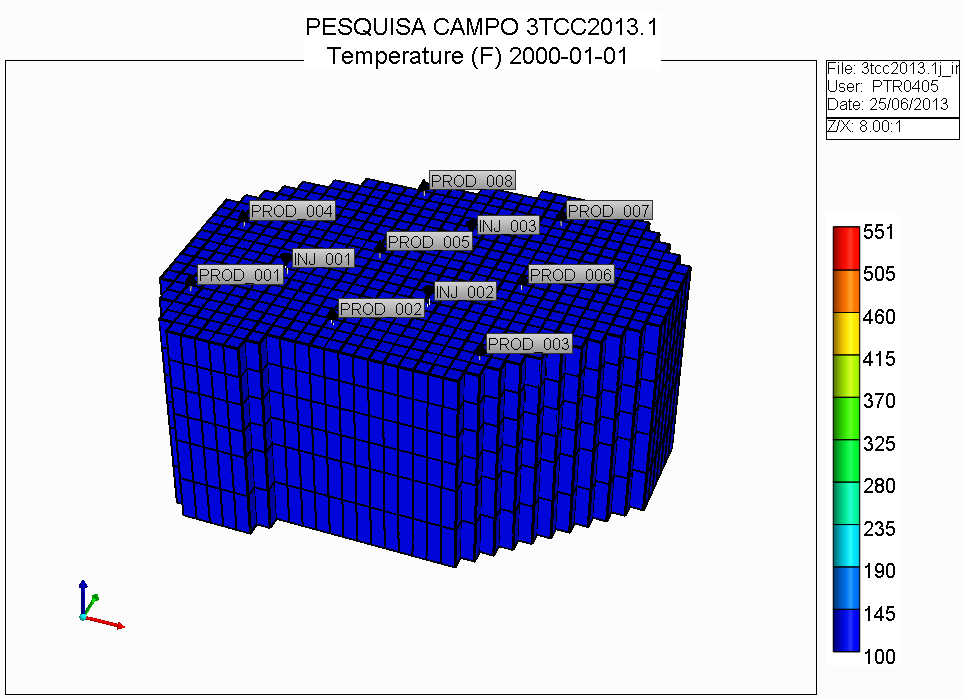 PESQUISA CAMPO 3TCC2013.1
Temperature (F) 2000-01-01
File: 3tcc2013.1j_ir
User: PTR0405
Date: 25/06/2013
Z/X: 8.00:1
PROD_008
PROD_004
PROD_007
INJ_003
PROD_005
INJ_001
PROD_001
PROD_006
INJ_002
PROD_002
PROD_003
551
505
460
415
370
325
280
235
190
145
100